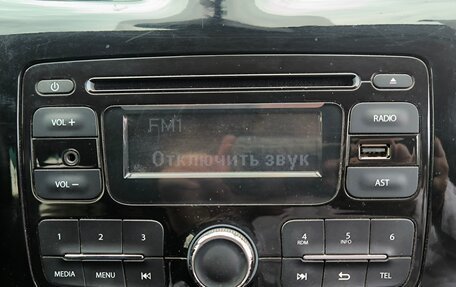 VOL +
FM1
RADIO
Отключить звук
VOL −
AST
1 2 3
4 RDM 5 INFO 6
MEDIA MENU
TEL